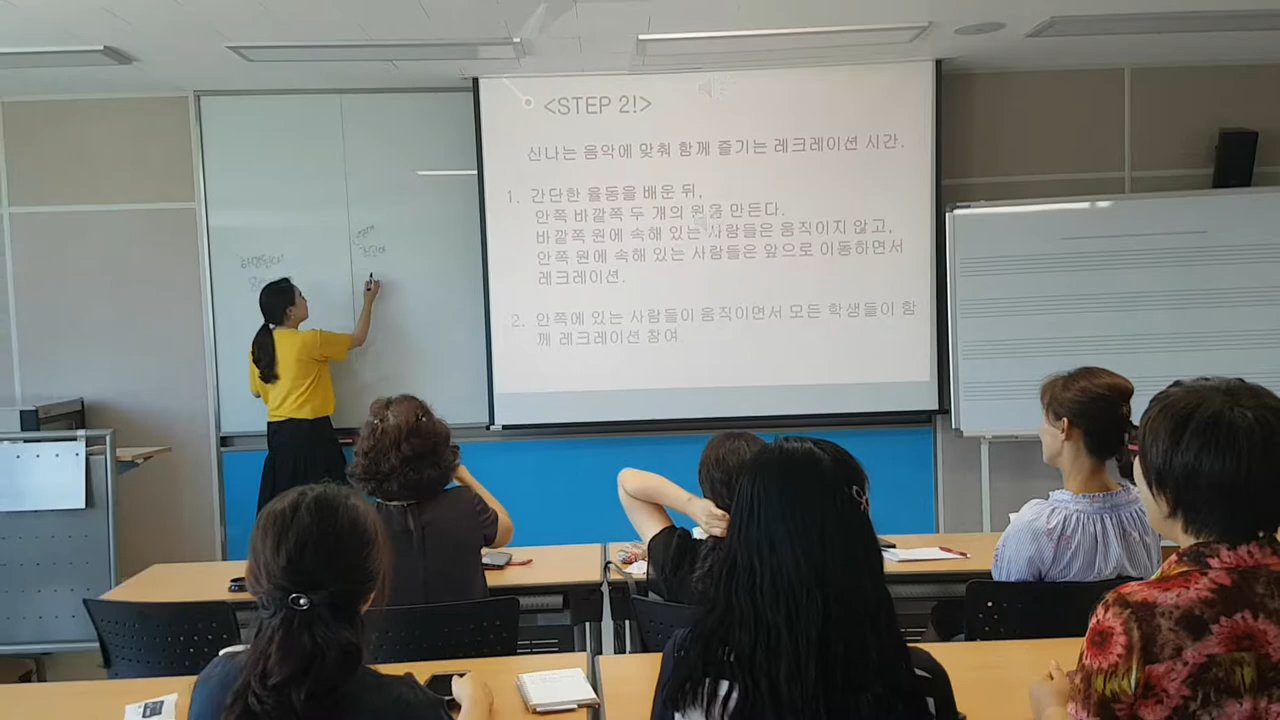 <STEP 2!>
신나는 음악에 맞춰 함께 즐기는 레크레이션 시간.
1. 간단한 율동을 배운 뒤,
안쪽 바깥쪽 두 개의 원을 만든다.
바깥쪽 원에 속해 있는 사람들은 움직이지 않고,
안쪽 원에 속해 있는 사람들은 앞으로 이동하면서
레크레이션.
2. 안쪽에 있는 사람들이 움직이면서 모든 학생들이 함
께 레크레이션 참여.